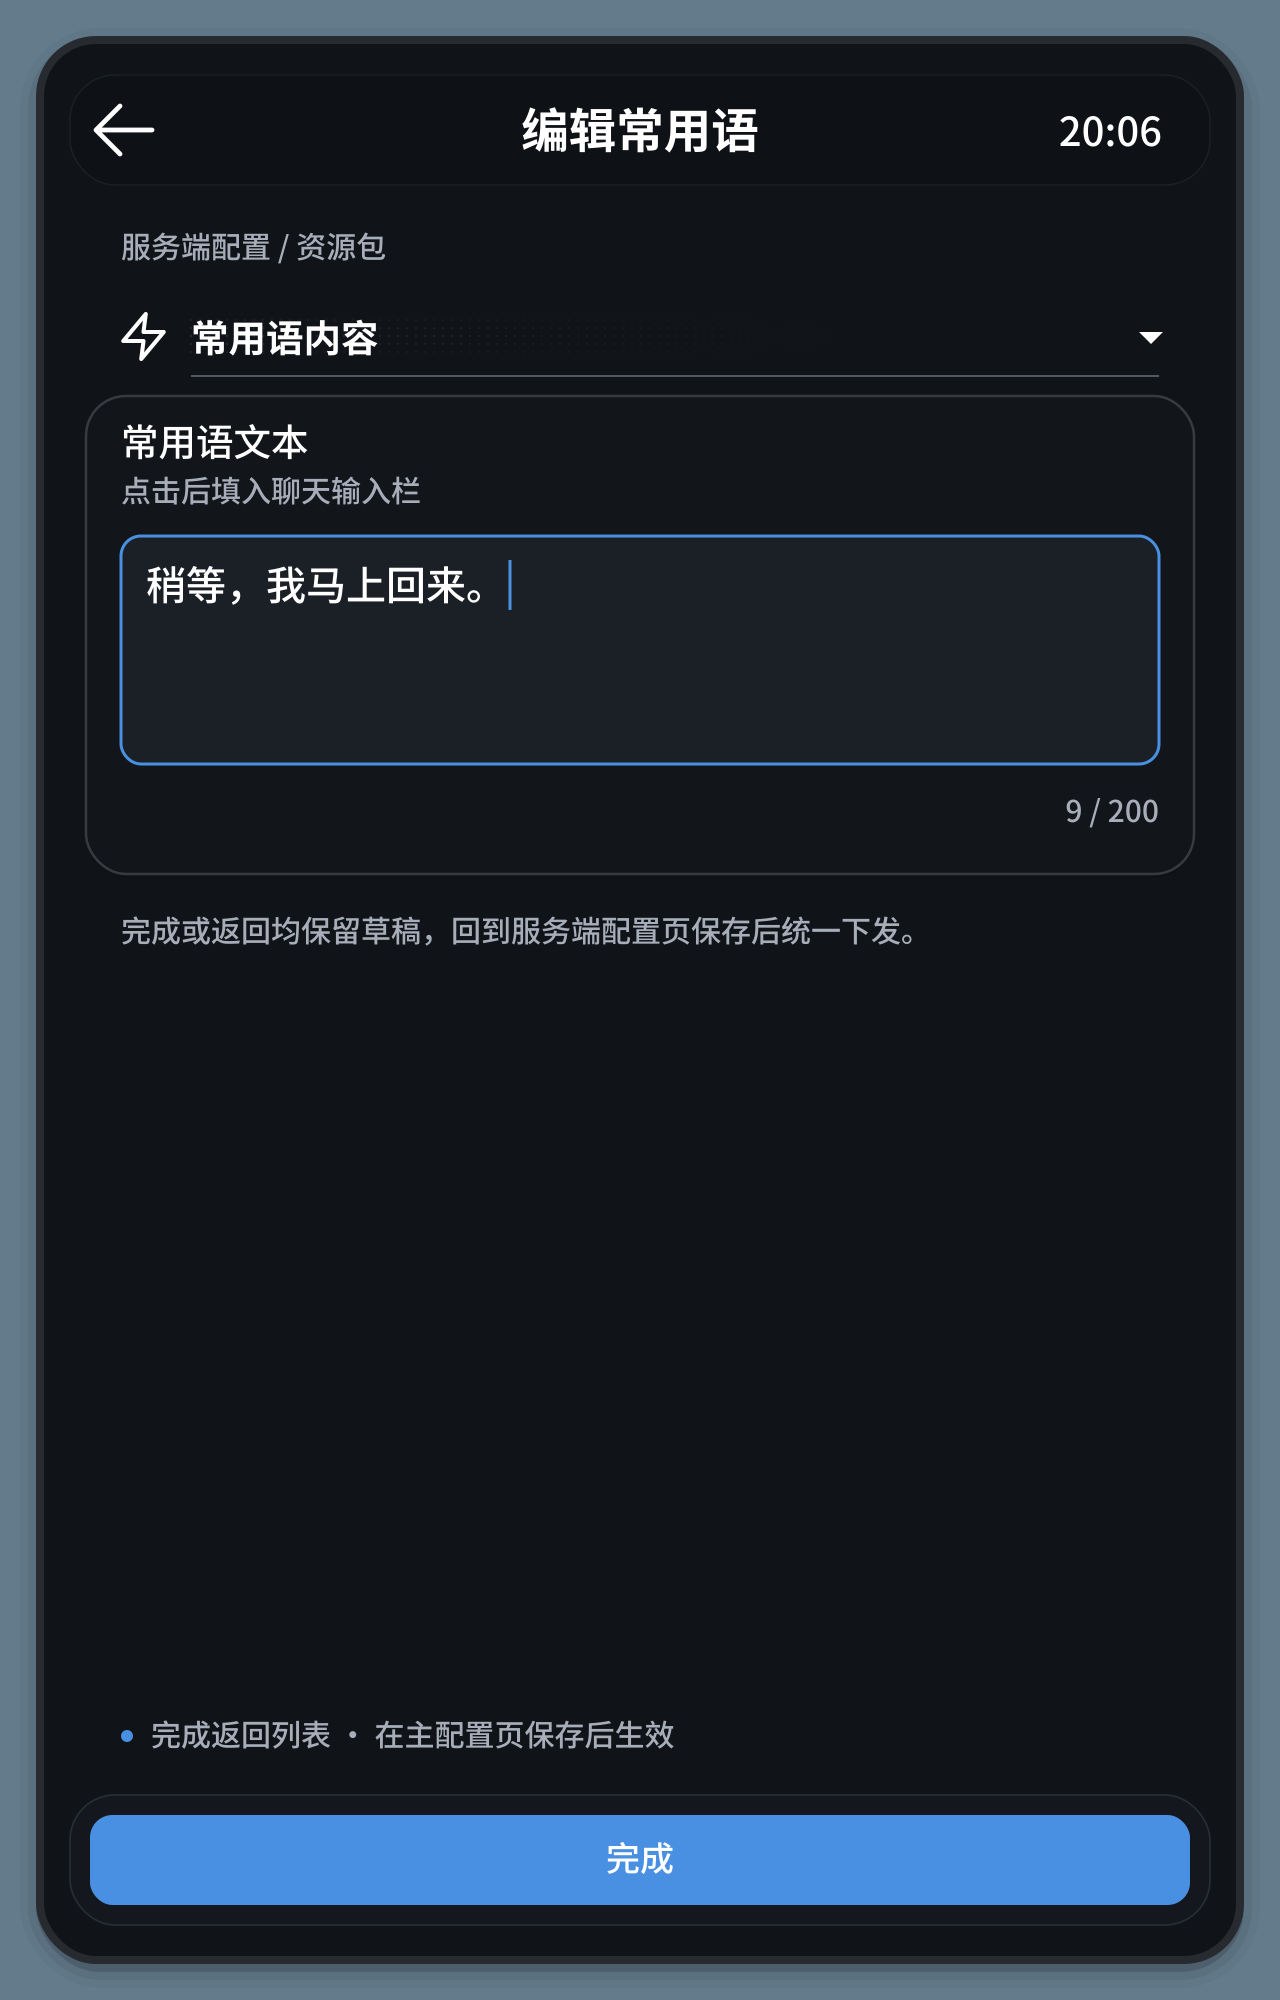 编辑常用语
20:06
服务端配置 / 资源包
常用语内容
常用语文本
点击后填入聊天输入栏
稍等，我马上回来。
9 / 200
完成或返回均保留草稿，回到服务端配置页保存后统一下发。
完成返回列表 · 在主配置页保存后生效
完成